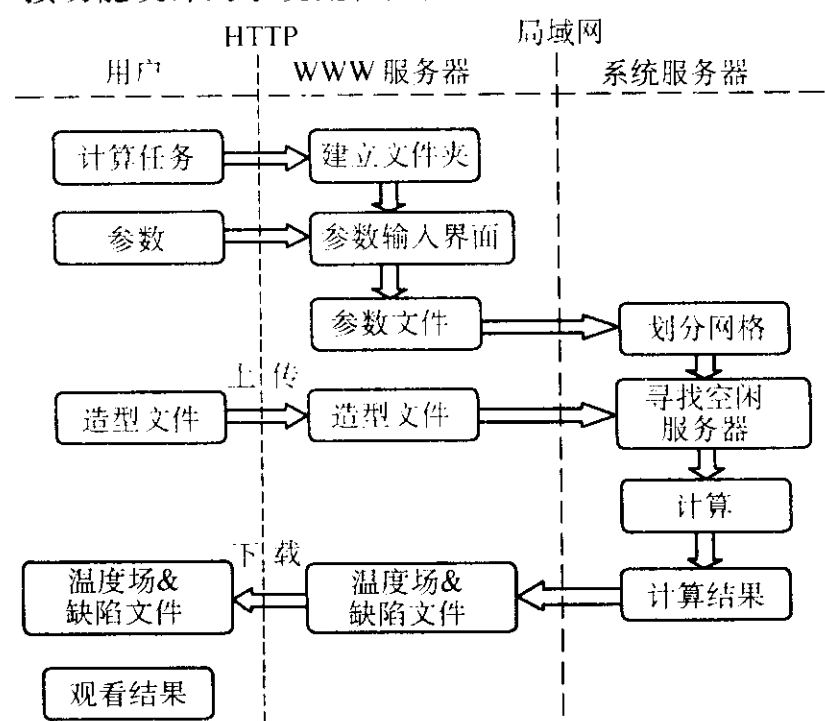 HTTP
局域网
用户
WWW 服务器
系统服务器
计算任务
建立文件夹
参数
参数输入界面
参数文件
划分网格
上传
造型文件
造型文件
寻找空闲
服务器
计算
下载
温度场&
缺陷文件
温度场&
缺陷文件
计算结果
观看结果